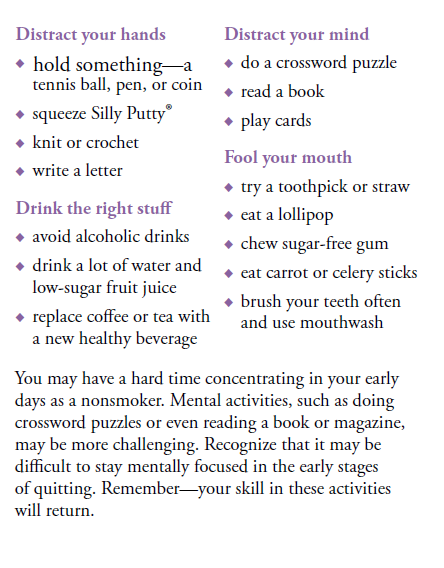 Distract your hands
◆ hold something—a
tennis ball, pen, or coin
◆ squeeze Silly Putty®
◆ knit or crochet
◆ write a letter
Drink the right stuff
◆ avoid alcoholic drinks
◆ drink a lot of water and
low-sugar fruit juice
◆ replace coffee or tea with
a new healthy beverage
Distract your mind
◆ do a crossword puzzle
◆ read a book
◆ play cards
Fool your mouth
◆ try a toothpick or straw
◆ eat a lollipop
◆ chew sugar-free gum
◆ eat carrot or celery sticks
◆ brush your teeth often
and use mouthwash
You may have a hard time concentrating in your early
days as a nonsmoker. Mental activities, such as doing
crossword puzzles or even reading a book or magazine,
may be more challenging. Recognize that it may be
difficult to stay mentally focused in the early stages
of quitting. Remember—your skill in these activities
will return.